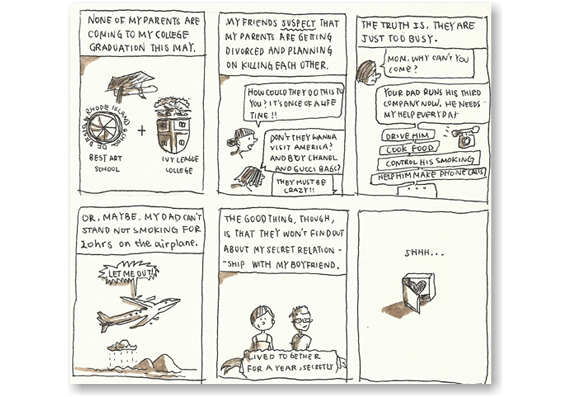 NONE OF MY PARENTS ARE
COMING TO MY COLLEGE
GRADUATION THIS MAY.
RHODE ISLAND SCHOOL OF DESIGN
+
BEST ART
SCHOOL
IVY LEAGUE
COLLEGE
MY FRIENDS SUSPECT THAT
MY PARENTS ARE GETTING
DIVORCED AND PLANNING
ON KILLING EACH OTHER.
HOW COULD THEY DO THIS TO
YOU? IT'S ONCE OF A LIFE
TIME!!
DON'T THEY WANNA
VISIT AMERICA?
AND BUY CHANEL
AND GUCCI BAGS?
THEY MUST BE
CRAZY!!
THE TRUTH IS. THEY ARE
JUST TOO BUSY.
MOM, WHY CAN'T YOU
COME?
YOUR DAD RUNS HIS THIRD
COMPANY NOW, HE NEEDS
MY HELP EVERYDAY
DRIVE HIM
COOK FOOD
CONTROL HIS SMOKING
HELP HIM MAKE PHONE CALLS
...
OR, MAYBE. MY DAD CAN'T
STAND NOT SMOKING FOR
20hrs on the airplane.
LET ME OUT!
THE GOOD THING, THOUGH,
IS THAT THEY WON'T FIND OUT
ABOUT MY SECRET RELATION-
-SHIP WITH MY BOYFRIEND.
LIVED TOGETHER
FOR A YEAR, SECRETLY
SHHH...